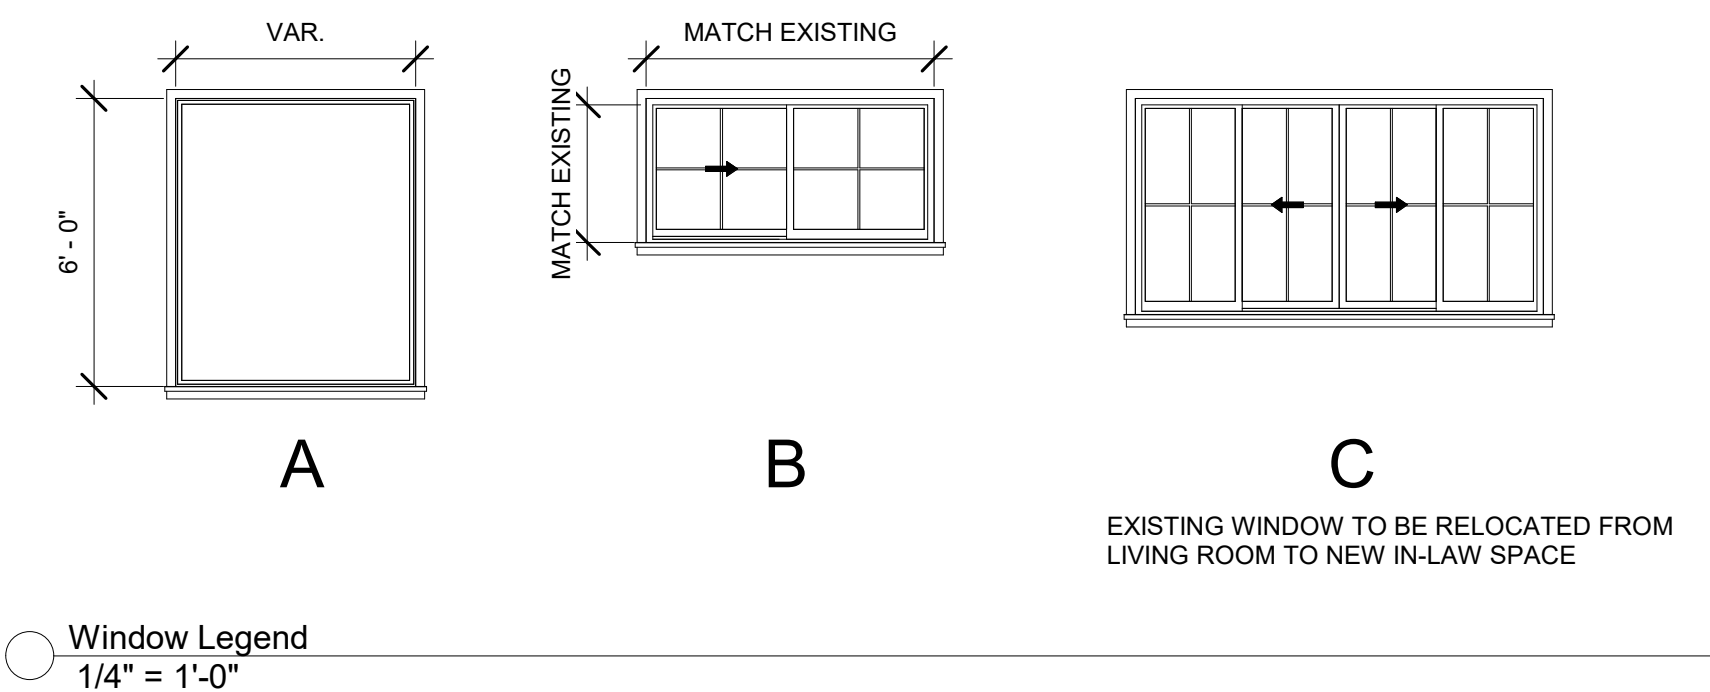 VAR.
6' - 0"
MATCH EXISTING
MATCH EXISTING
A
B
C
EXISTING WINDOW TO BE RELOCATED FROM
LIVING ROOM TO NEW IN-LAW SPACE
Window Legend
1/4" = 1'-0"